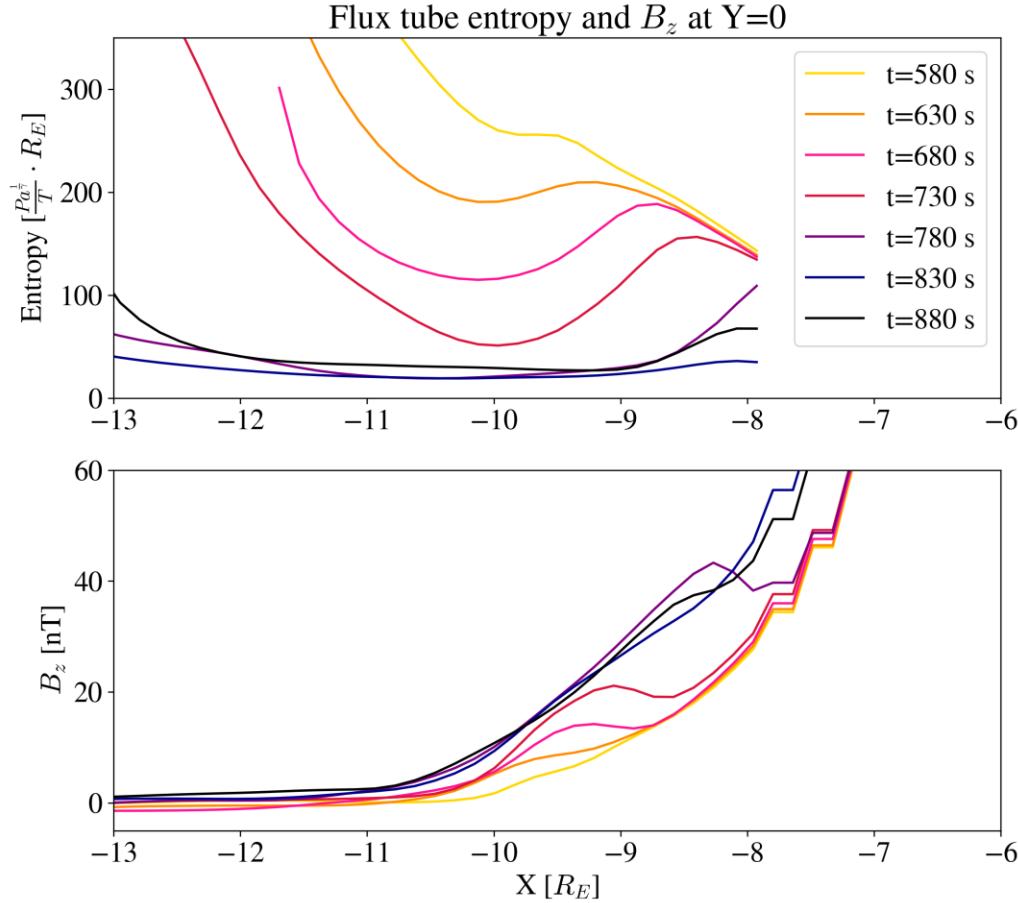 Flux tube entropy and $B_z$ at Y=0
Entropy [$\frac{Pa^{\frac{1}{\gamma}}}{T} \cdot R_E$]
300
200
100
0
t=580 s
t=630 s
t=680 s
t=730 s
t=780 s
t=830 s
t=880 s
−13 −12 −11 −10 −9 −8 −7 −6
$B_z$ [nT]
60
40
20
0
−13 −12 −11 −10 −9 −8 −7 −6
X [$R_E$]